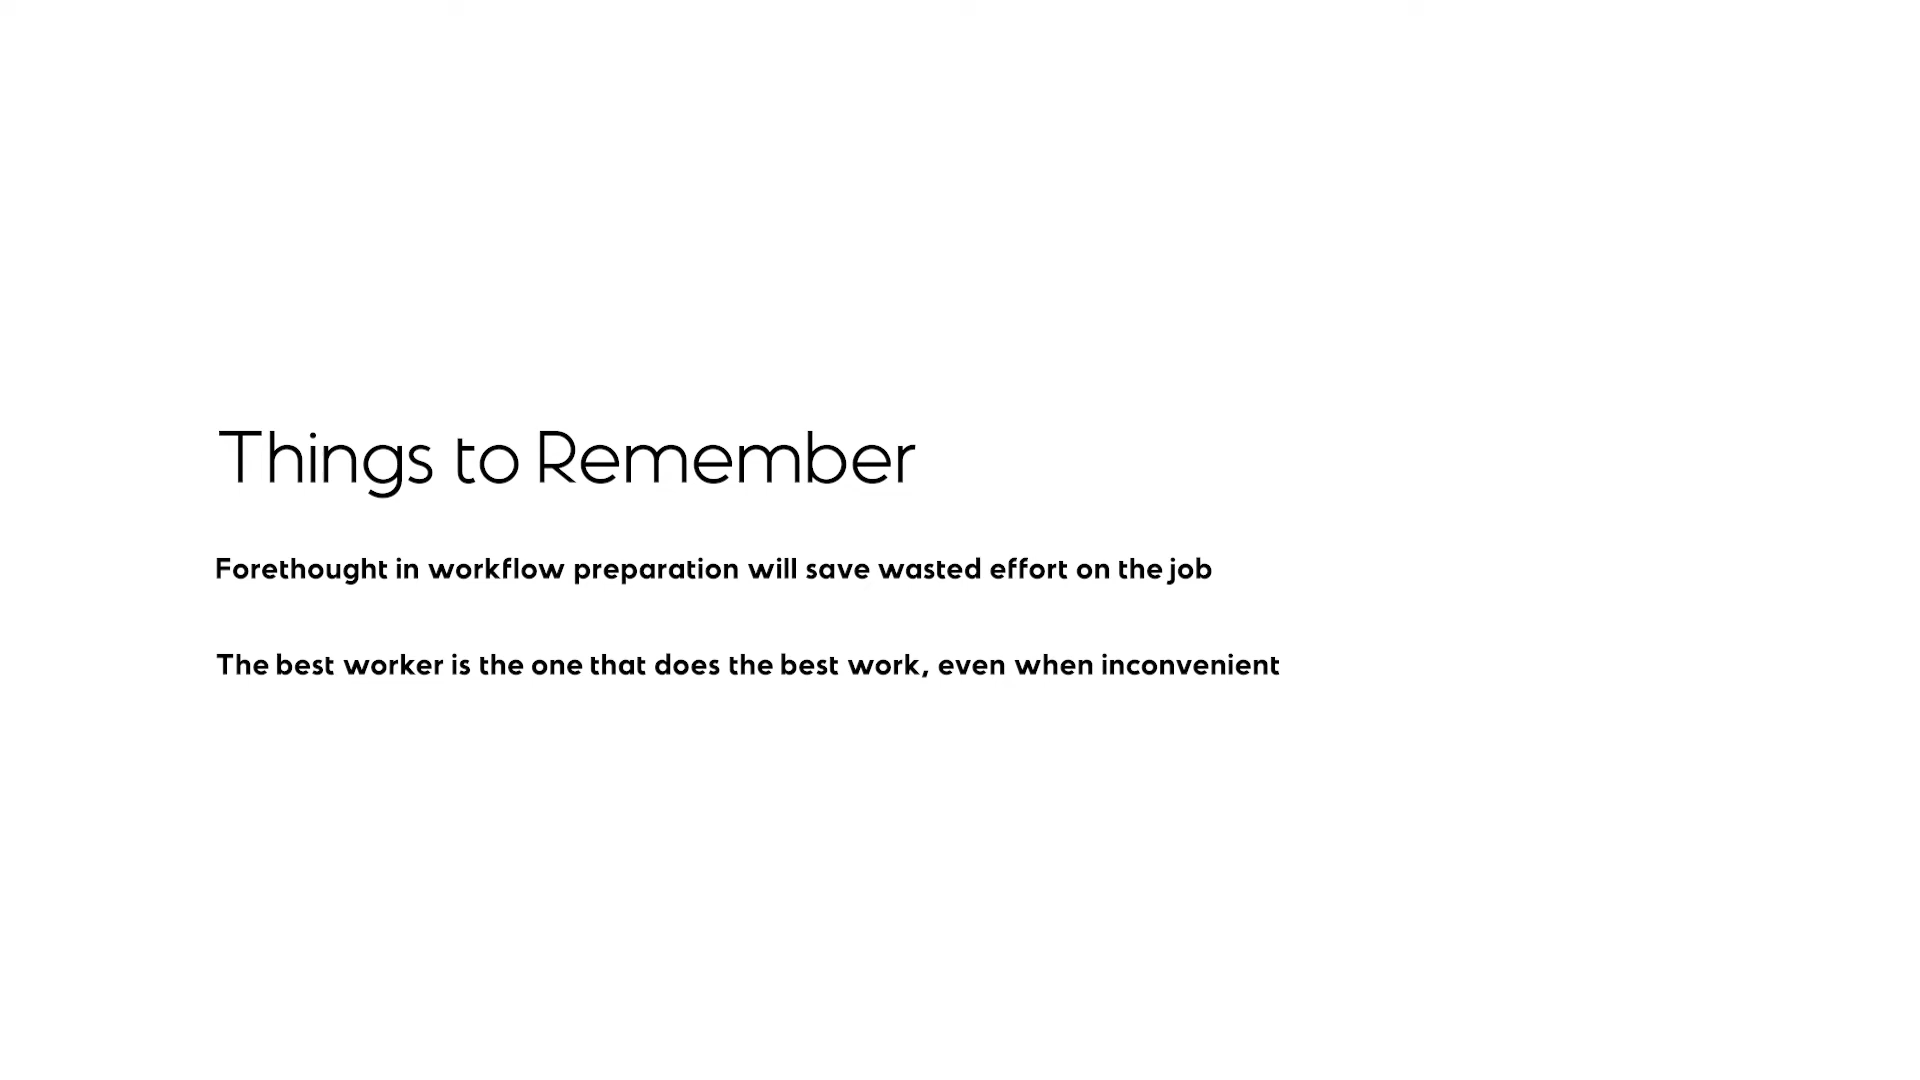 Things to Remember
Forethought in workflow preparation will save wasted effort on the job
The best worker is the one that does the best work, even when inconvenient